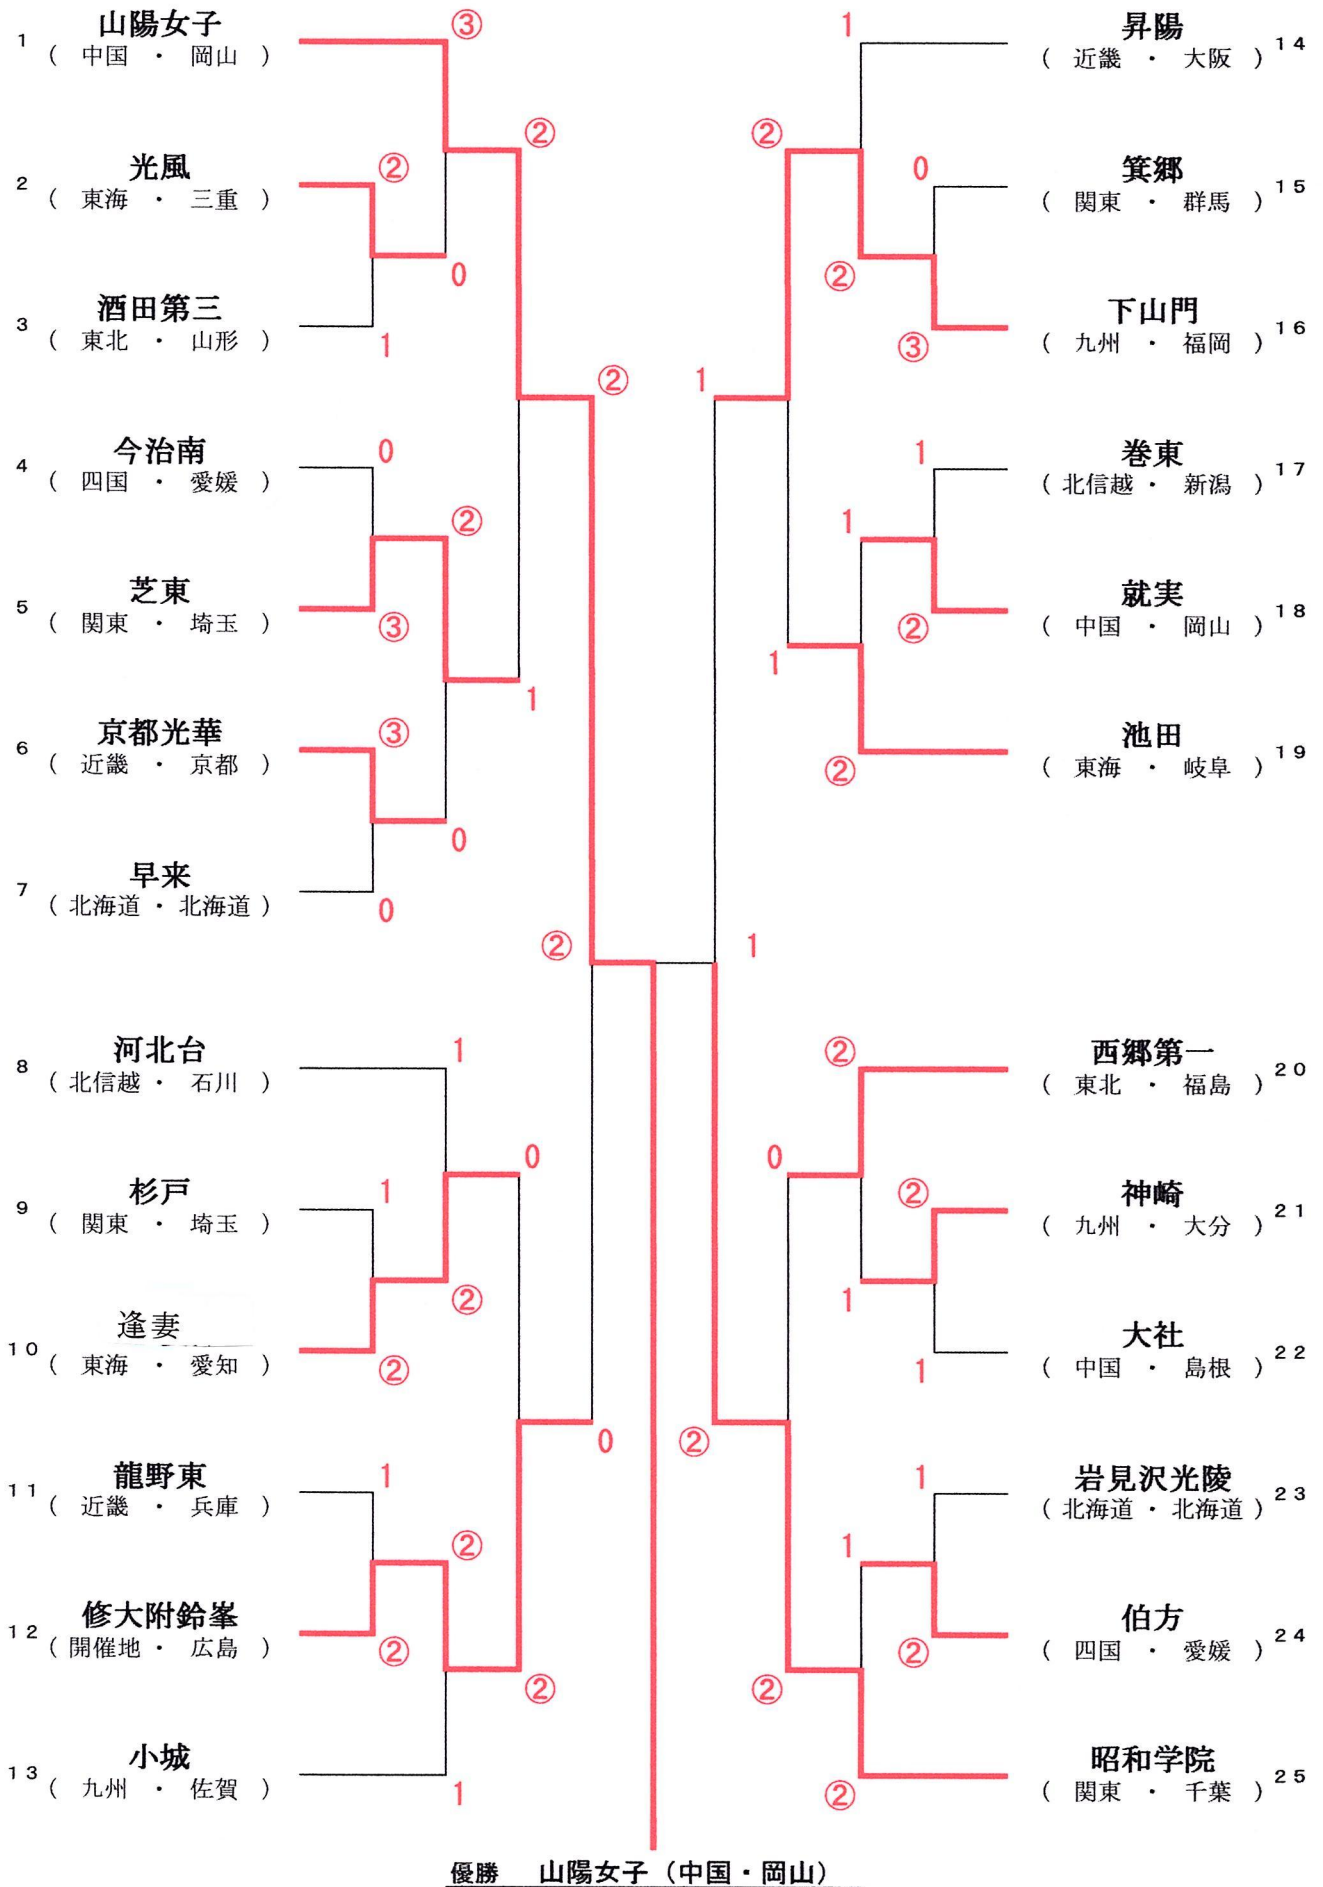 1 山陽女子
( 中国 ・ 岡山 )
③
2 光風
( 東海 ・ 三重 )
②
②
0
3 酒田第三
( 東北 ・ 山形 )
1
②
4 今治南
( 四国 ・ 愛媛 )
0
②
5 芝東
( 関東 ・ 埼玉 )
③
1
6 京都光華
( 近畿 ・ 京都 )
③
0
7 早来
( 北海道 ・ 北海道 )
0
②
8 河北台
( 北信越 ・ 石川 )
1
0
9 杉戸
( 関東 ・ 埼玉 )
1
②
10 逢妻
( 東海 ・ 愛知 )
②
0
11 龍野東
( 近畿 ・ 兵庫 )
1
②
12 修大附鈴峯
( 開催地 ・ 広島 )
②
②
13 小城
( 九州 ・ 佐賀 )
1
1
昇陽 14
( 近畿 ・ 大阪 )
②
0
箕郷 15
( 関東 ・ 群馬 )
②
③
下山門 16
( 九州 ・ 福岡 )
1
1
巻東 17
( 北信越 ・ 新潟 )
1
②
就実 18
( 中国 ・ 岡山 )
1
②
池田 19
( 東海 ・ 岐阜 )
1
②
西郷第一 20
( 東北 ・ 福島 )
0
②
神崎 21
( 九州 ・ 大分 )
1
1
大社 22
( 中国 ・ 島根 )
②
1
岩見沢光陵 23
( 北海道 ・ 北海道 )
1
②
伯方 24
( 四国 ・ 愛媛 )
②
②
昭和学院 25
( 関東 ・ 千葉 )
優勝 山陽女子（中国・岡山）